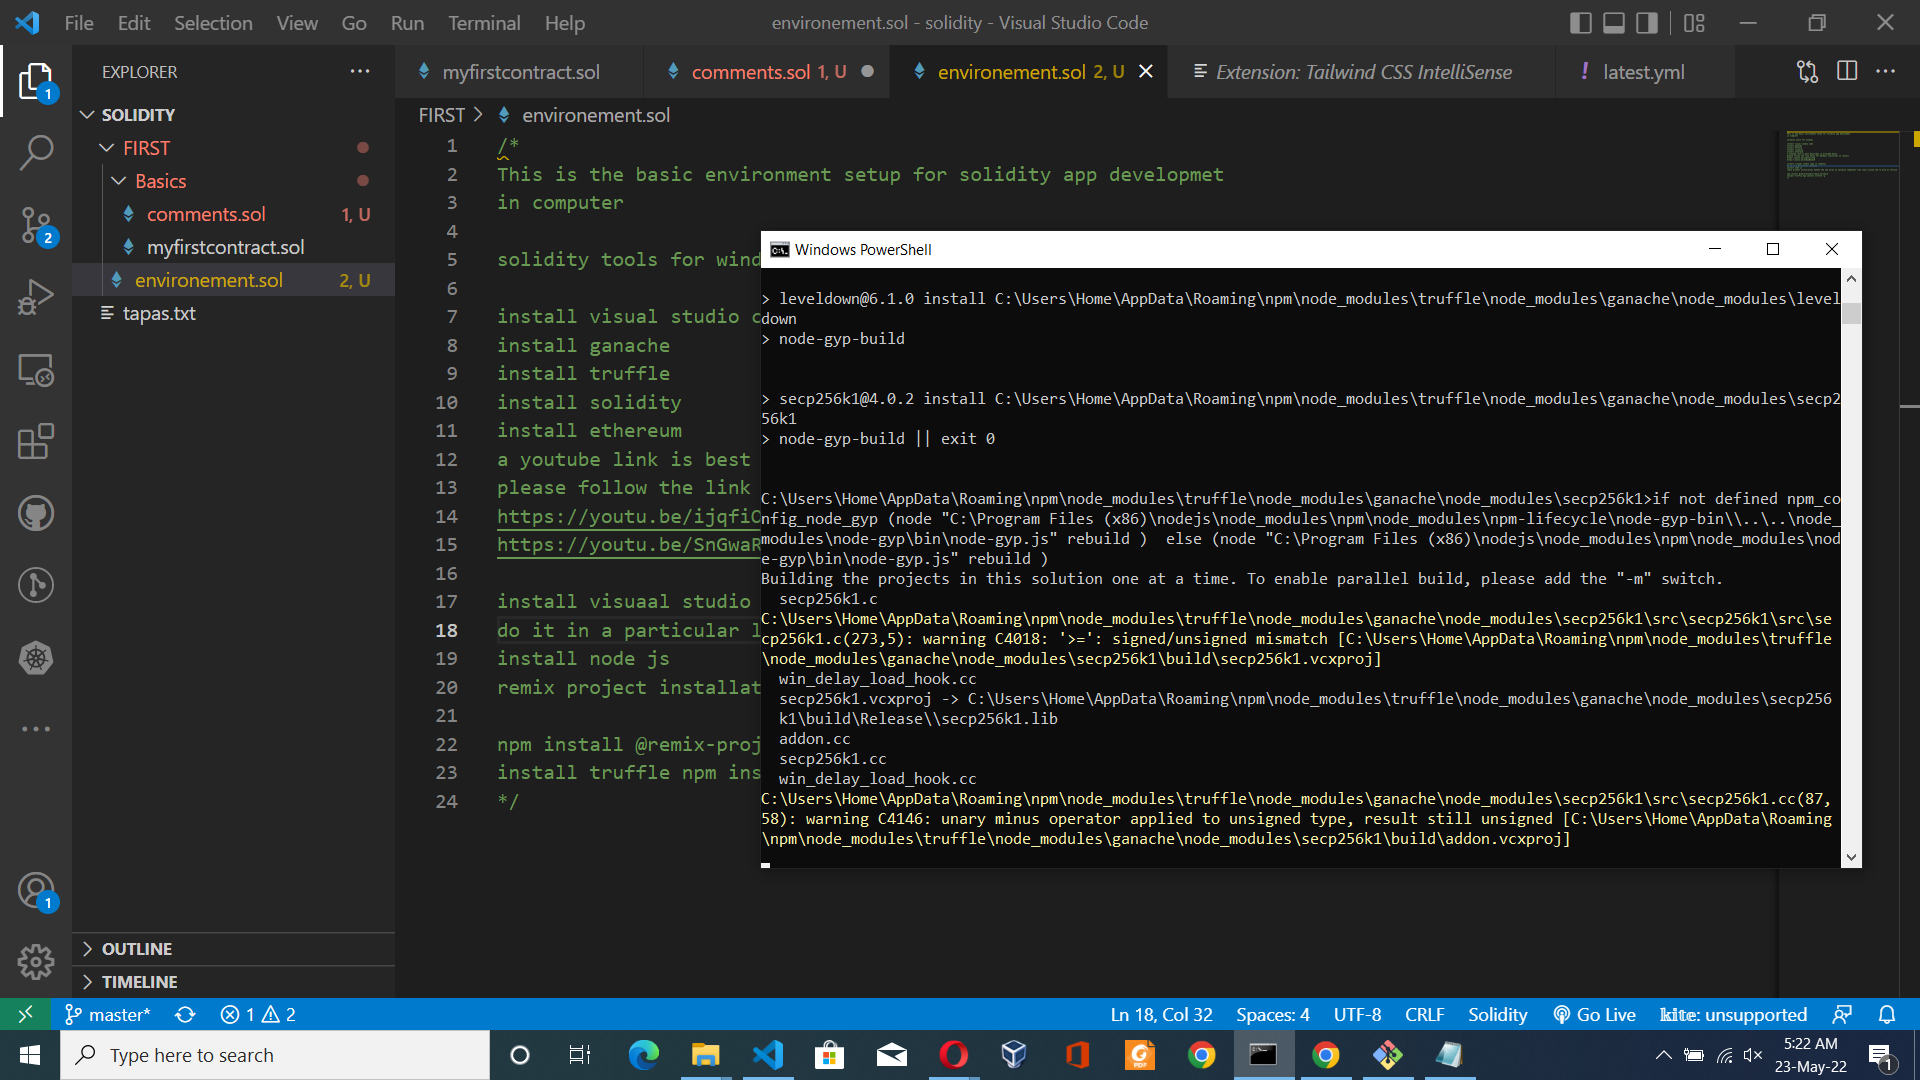 File Edit Selection View Go Run Terminal Help
environement.sol - solidity - Visual Studio Code
EXPLORER
myfirstcontract.sol
comments.sol 1, U
environement.sol 2, U
Extension: Tailwind CSS IntelliSense
! latest.yml
SOLIDITY
FIRST
Basics
comments.sol 1, U
myfirstcontract.sol
environement.sol 2, U
tapas.txt
OUTLINE
TIMELINE
1
2
1
FIRST > environement.sol
1 /*
2 This is the basic environment setup for solidity app developmet
3 in computer
4
5 solidity tools for wind
6
7 install visual studio c
8 install ganache
9 install truffle
10 install solidity
11 install ethereum
12 a youtube link is best
13 please follow the link
14 https://youtu.be/ijqfiC
15 https://youtu.be/SnGwaR
16
17 install visuaal studio
18 do it in a particular l
19 install node js
20 remix project installat
21
22 npm install @remix-proj
23 install truffle npm ins
24 */
Windows PowerShell
> leveldown@6.1.0 install C:\Users\Home\AppData\Roaming\npm\node_modules\truffle\node_modules\ganache\node_modules\level
down
> node-gyp-build
> secp256k1@4.0.2 install C:\Users\Home\AppData\Roaming\npm\node_modules\truffle\node_modules\ganache\node_modules\secp2
56k1
> node-gyp-build || exit 0
C:\Users\Home\AppData\Roaming\npm\node_modules\truffle\node_modules\ganache\node_modules\secp256k1>if not defined npm_co
nfig_node_gyp (node "C:\Program Files (x86)\nodejs\node_modules\npm\node_modules\npm-lifecycle\node-gyp-bin\\..\..\node_
modules\node-gyp\bin\node-gyp.js" rebuild )  else (node "C:\Program Files (x86)\nodejs\node_modules\npm\node_modules\nod
e-gyp\bin\node-gyp.js" rebuild )
Building the projects in this solution one at a time. To enable parallel build, please add the "-m" switch.
secp256k1.c
C:\Users\Home\AppData\Roaming\npm\node_modules\truffle\node_modules\ganache\node_modules\secp256k1\src\secp256k1\src\se
cp256k1.c(273,5): warning C4018: '>=': signed/unsigned mismatch [C:\Users\Home\AppData\Roaming\npm\node_modules\truffle
\node_modules\ganache\node_modules\secp256k1\build\secp256k1.vcxproj]
win_delay_load_hook.cc
secp256k1.vcxproj -> C:\Users\Home\AppData\Roaming\npm\node_modules\truffle\node_modules\ganache\node_modules\secp256
k1\build\Release\\secp256k1.lib
addon.cc
secp256k1.cc
win_delay_load_hook.cc
C:\Users\Home\AppData\Roaming\npm\node_modules\truffle\node_modules\ganache\node_modules\secp256k1\src\secp256k1.cc(87,
58): warning C4146: unary minus operator applied to unsigned type, result still unsigned [C:\Users\Home\AppData\Roaming
\npm\node_modules\truffle\node_modules\ganache\node_modules\secp256k1\build\addon.vcxproj]
master* 1 2
Ln 18, Col 32 Spaces: 4 UTF-8 CRLF Solidity Go Live kite: unsupported
Type here to search
PDF
5:22 AM
23-May-22
1